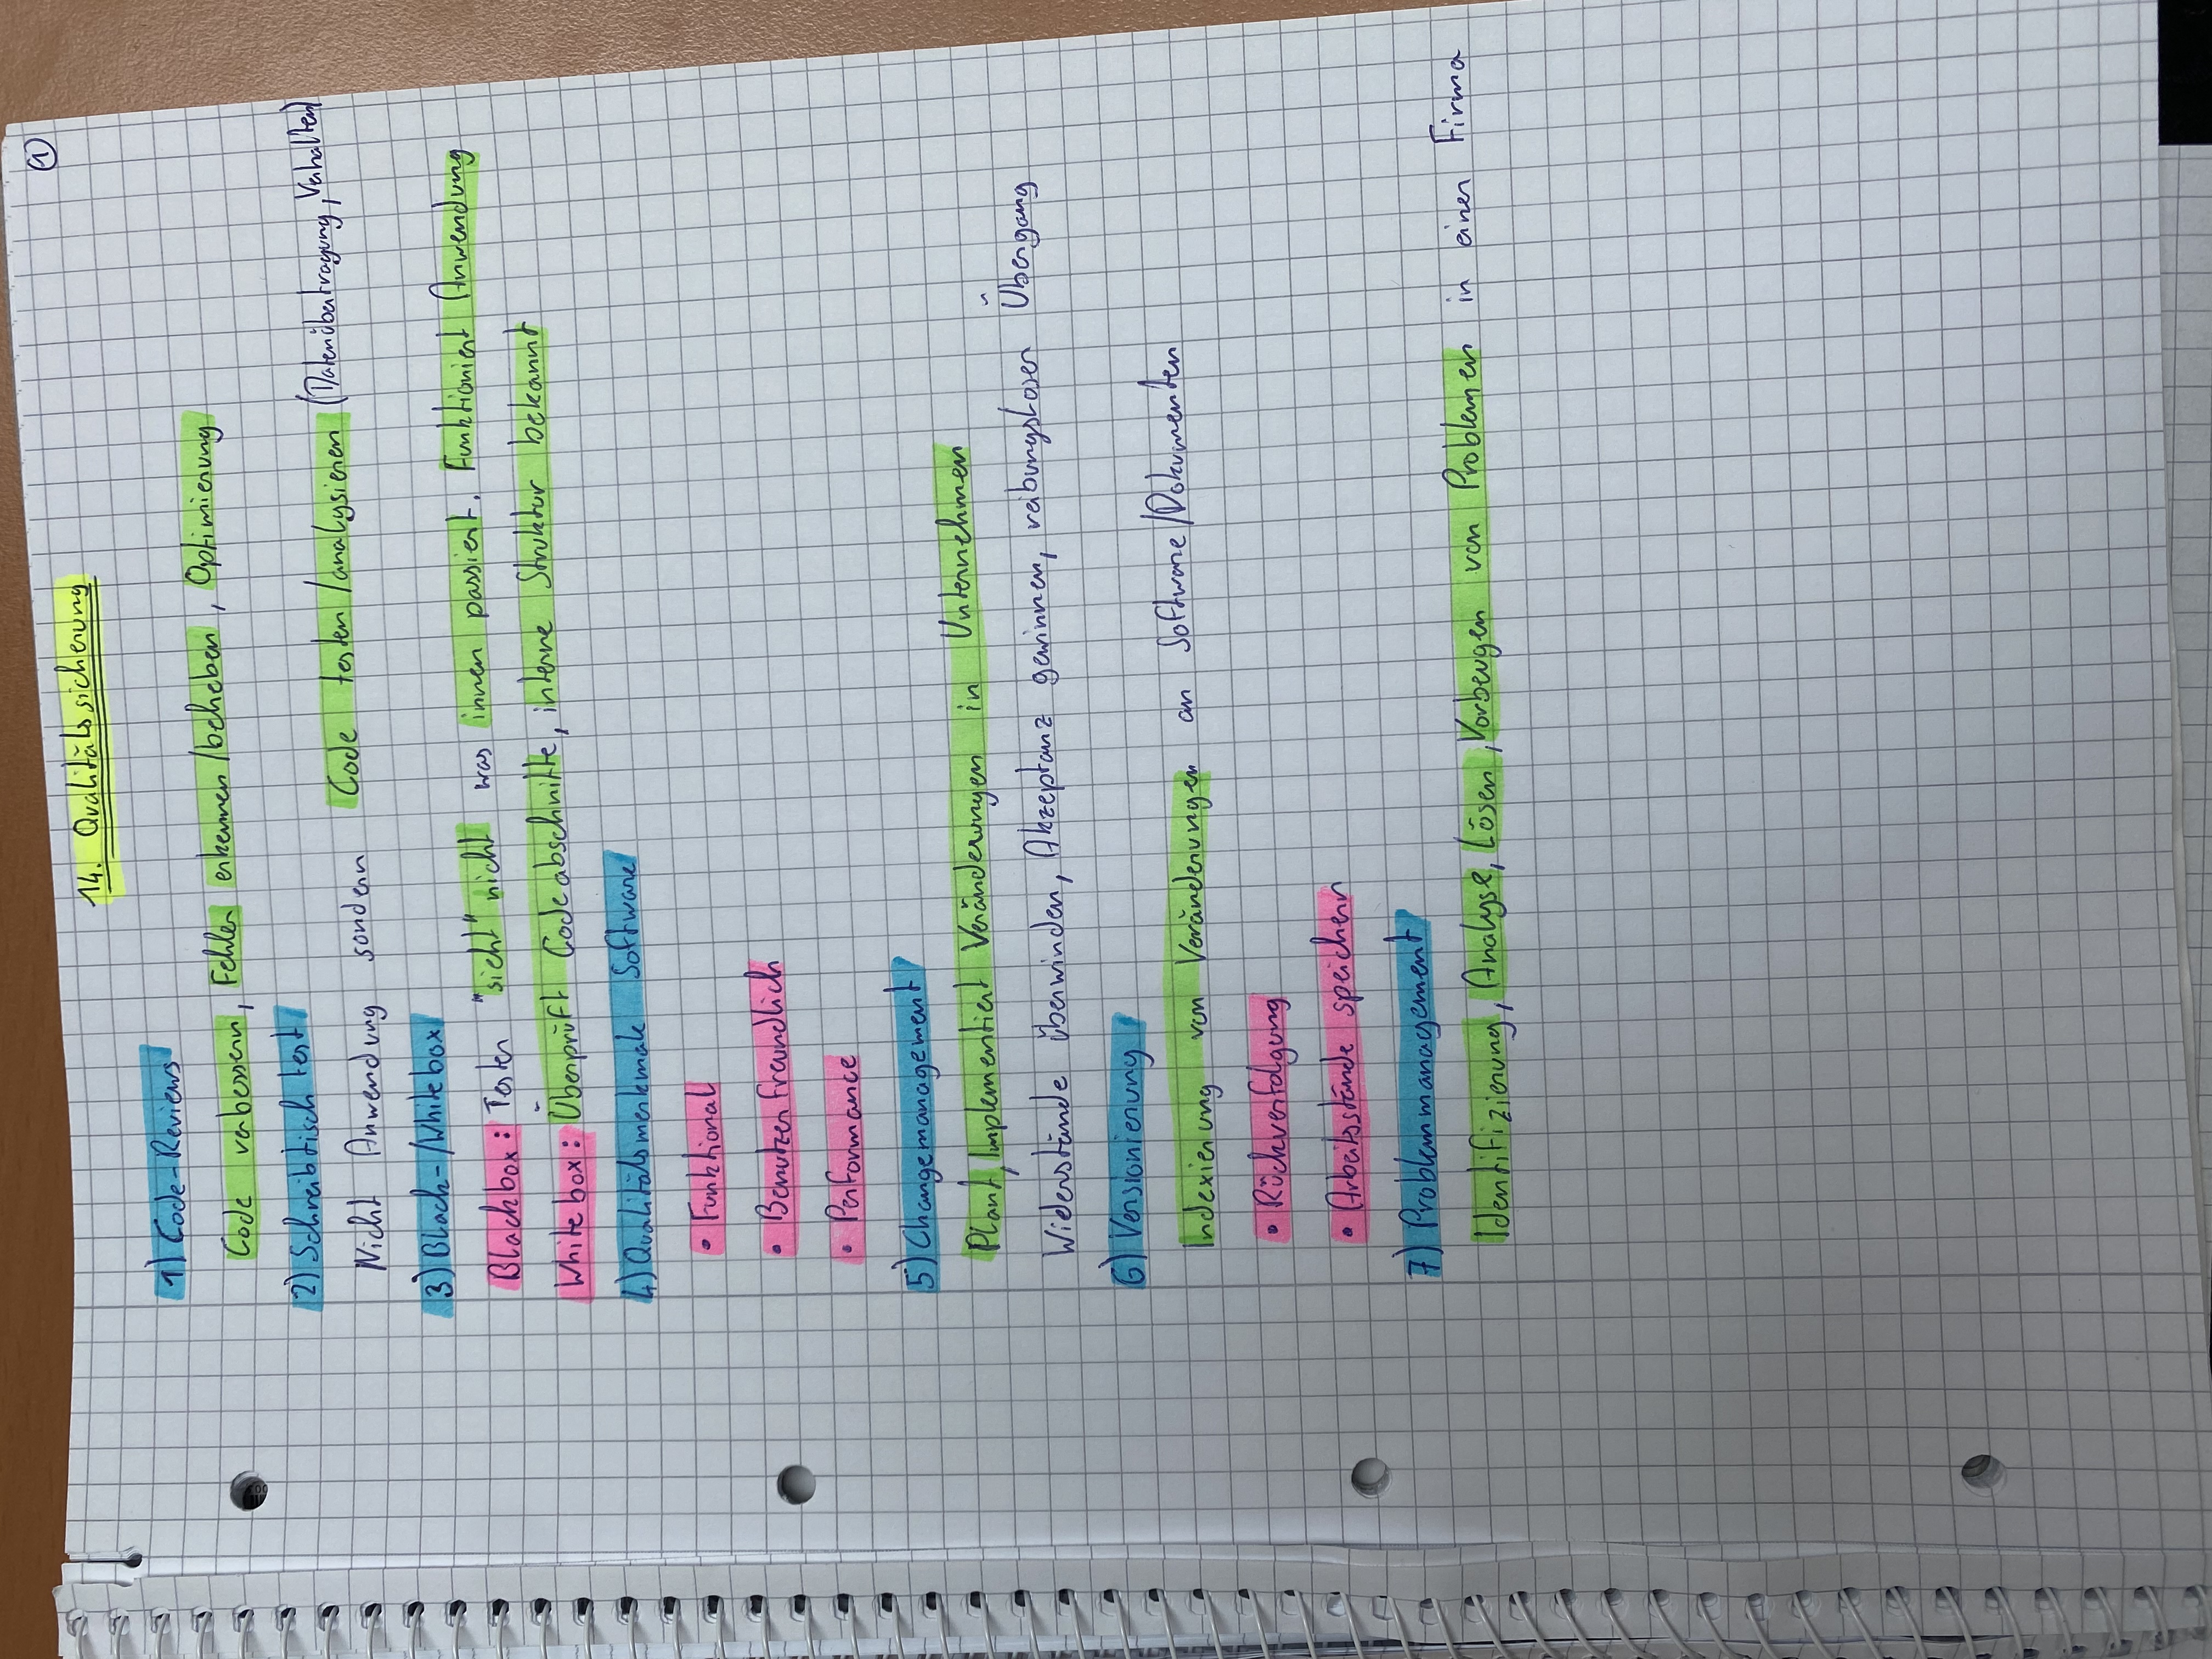 1
14. Qualitätssicherung
1) Code-Reviews
Code verbessern, Fehler erkennen/beheben, Optimierung
2) Schreibtischtest
Nicht Anwendung sondern Code testen/analysieren (Datenübertragung, Verhalten)
3) Black-/Whitebox
Blackbox: Tester "sieht" nicht was innen passiert. Funktioniert Anwendung
Whitebox: Überprüft Codeabschnitte, interne Struktur bekannt
4) Qualitätsmerkmale Software
• Funktional
• Benutzerfreundlich
• Performance
5) Changemanagement
Plant, Implementiert Veränderungen in Unternehmen
Widerstände überwinden, Akzeptanz gewinnen, reibungsloser Übergang
6) Versionierung
Indexierung von Veränderungen an Software/Dokumenten
• Rückverfolgung
• Arbeitsstände speichern
7) Problemmanagement
Identifizierung, Analyse, Lösen, Vorbeugen von Problemen in einer Firma